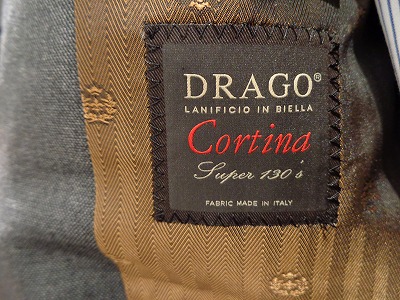 DRAGO®
LANIFICIO IN BIELLA
Cortina
Super 130's
FABRIC MADE IN ITALY